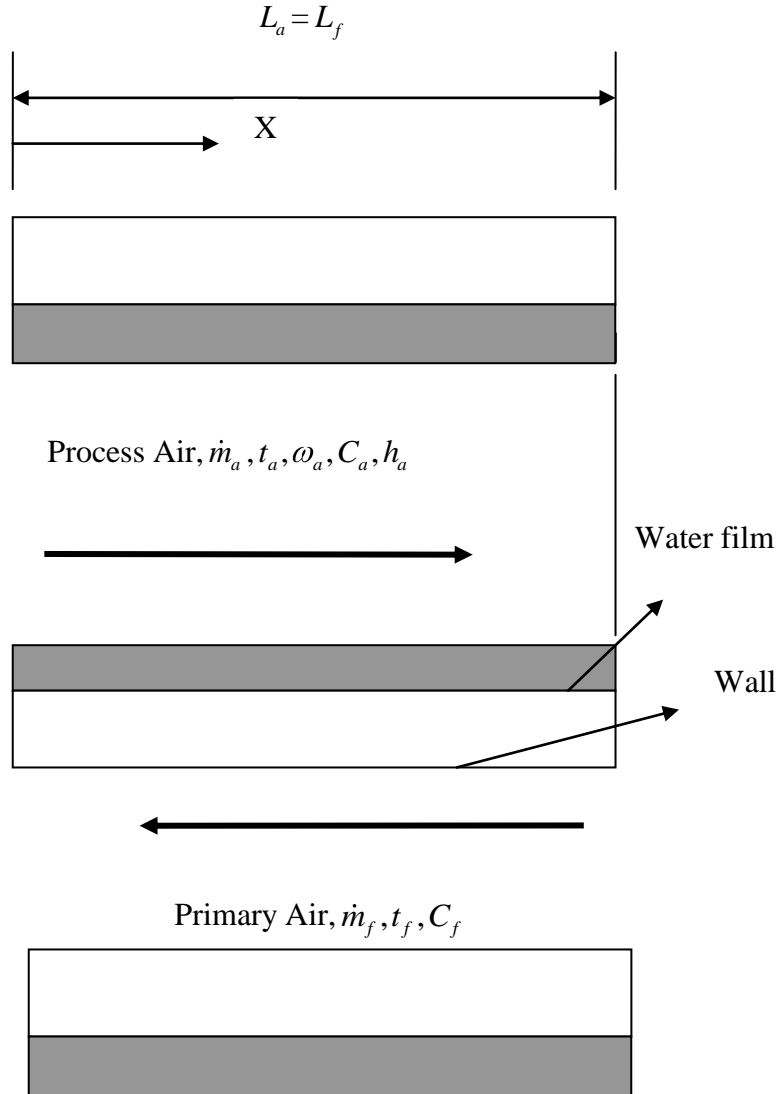 L_a = L_f
X
Process Air, ṁ_a, t_a, ω_a, C_a, h_a
Water film
Wall
Primary Air, ṁ_f, t_f, C_f